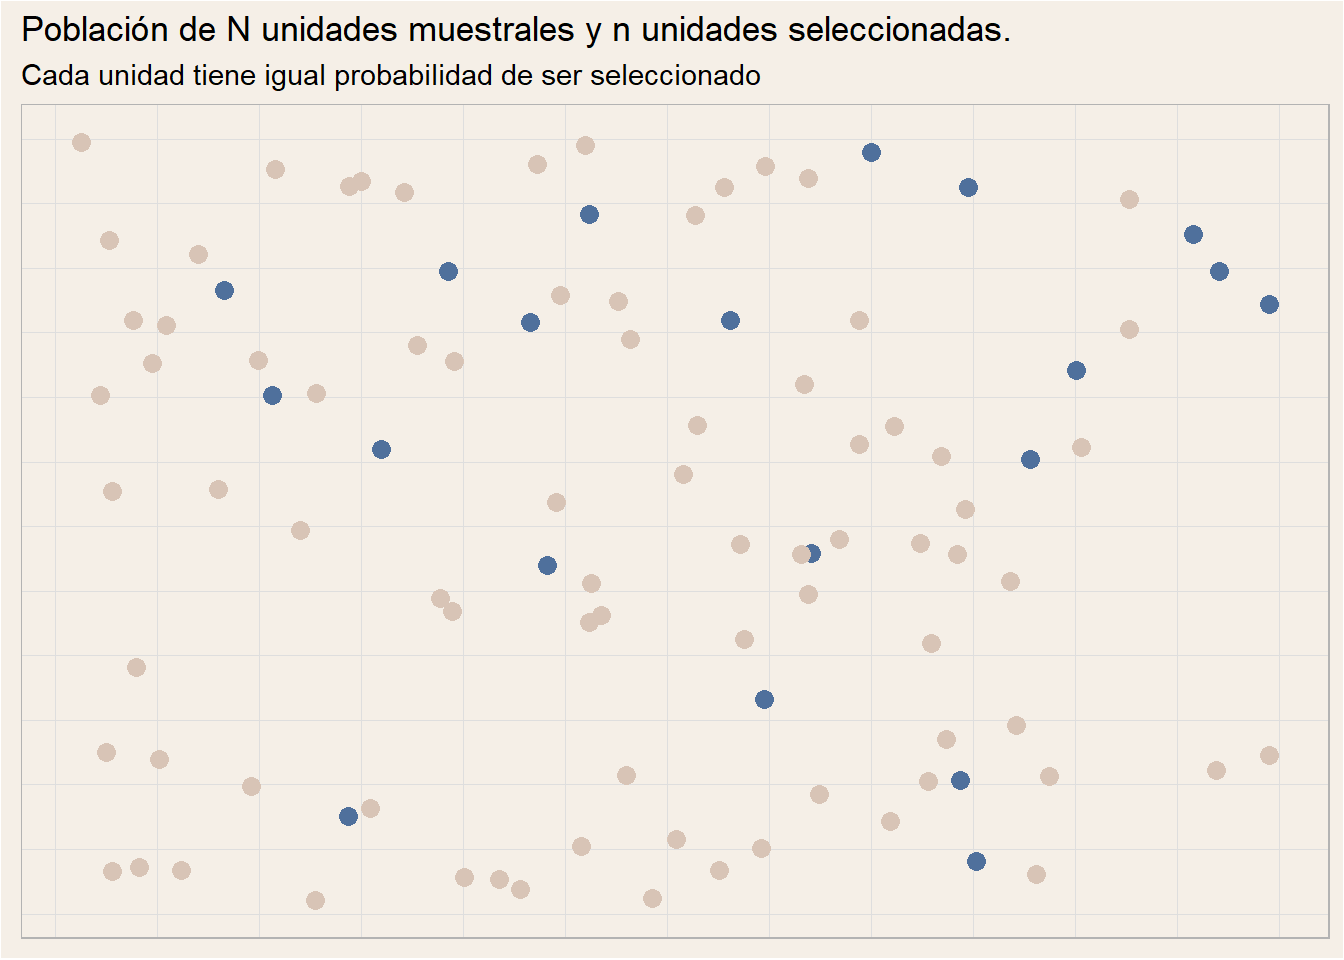 Población de N unidades muestrales y n unidades seleccionadas.
Cada unidad tiene igual probabilidad de ser seleccionado